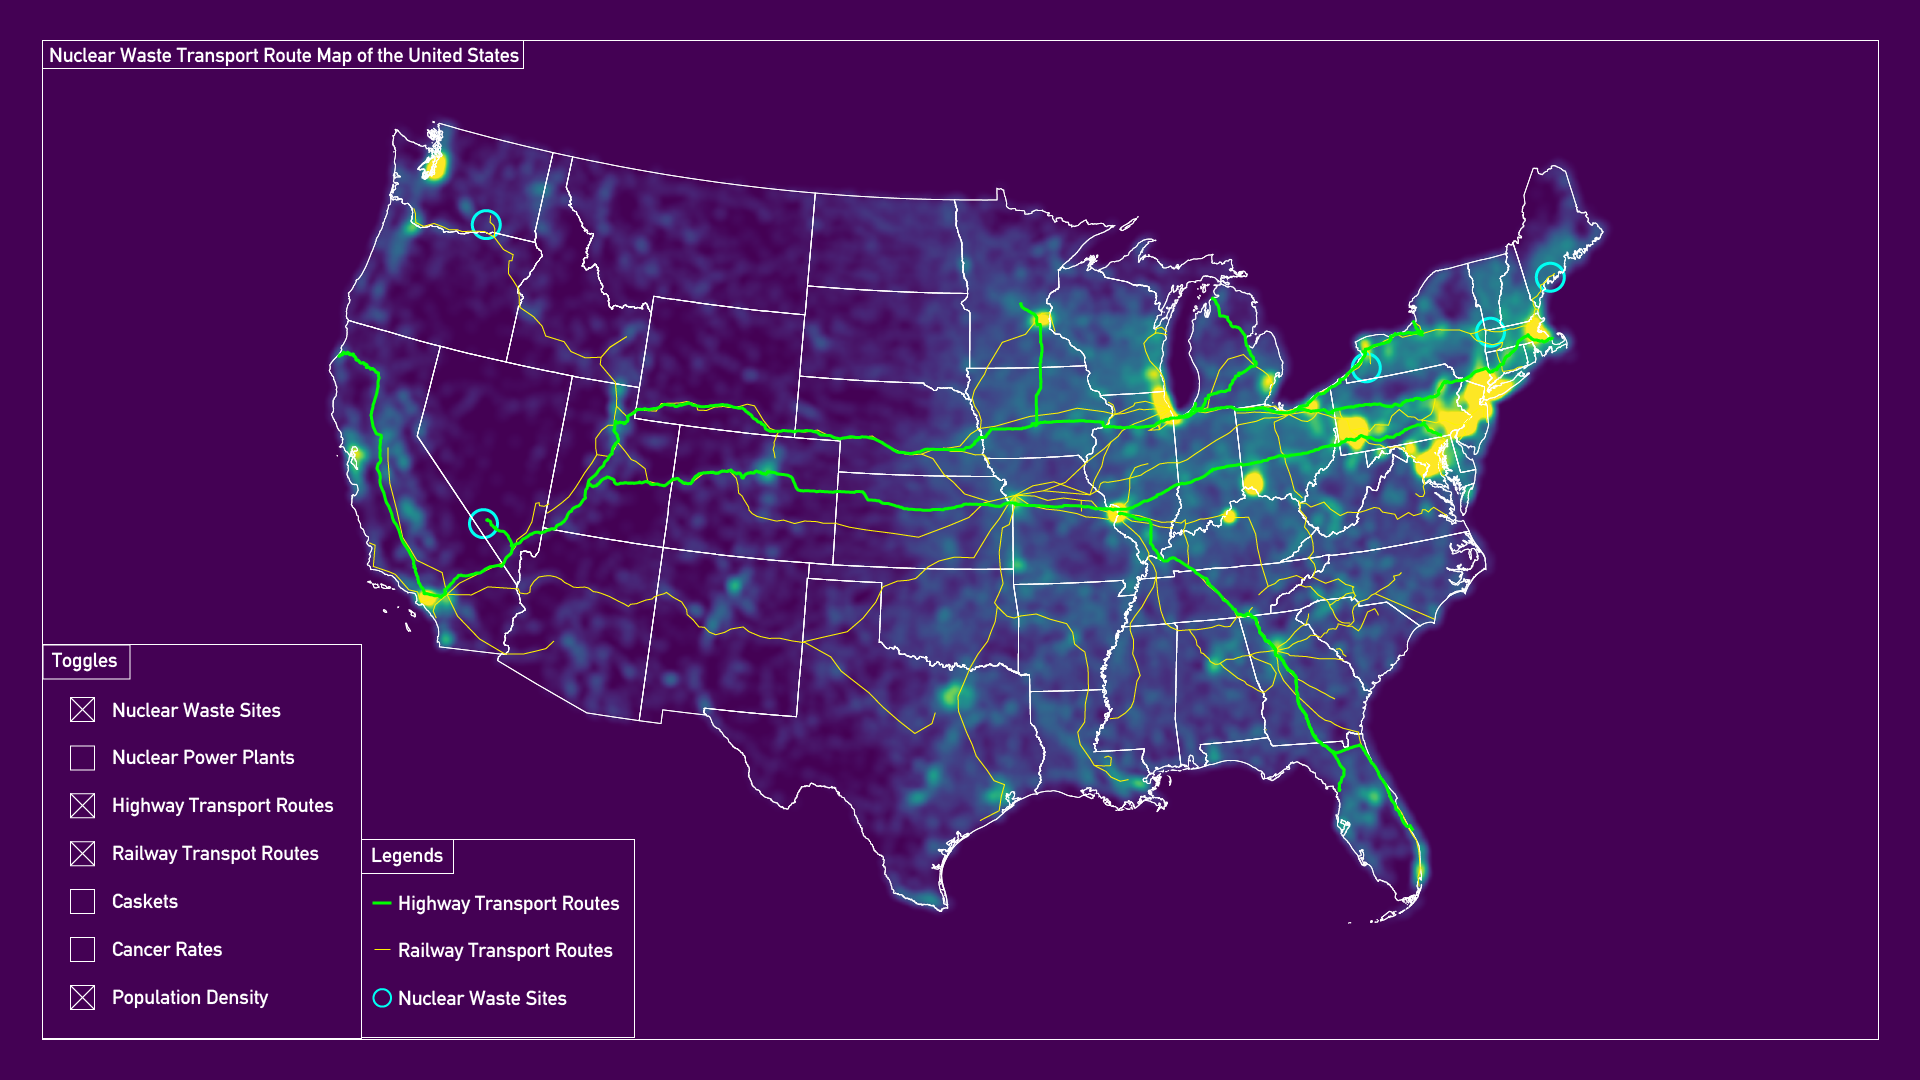 Nuclear Waste Transport Route Map of the United States
Toggles
Nuclear Waste Sites
Nuclear Power Plants
Highway Transport Routes
Railway Transpot Routes
Caskets
Cancer Rates
Population Density
Legends
Highway Transport Routes
Railway Transport Routes
Nuclear Waste Sites